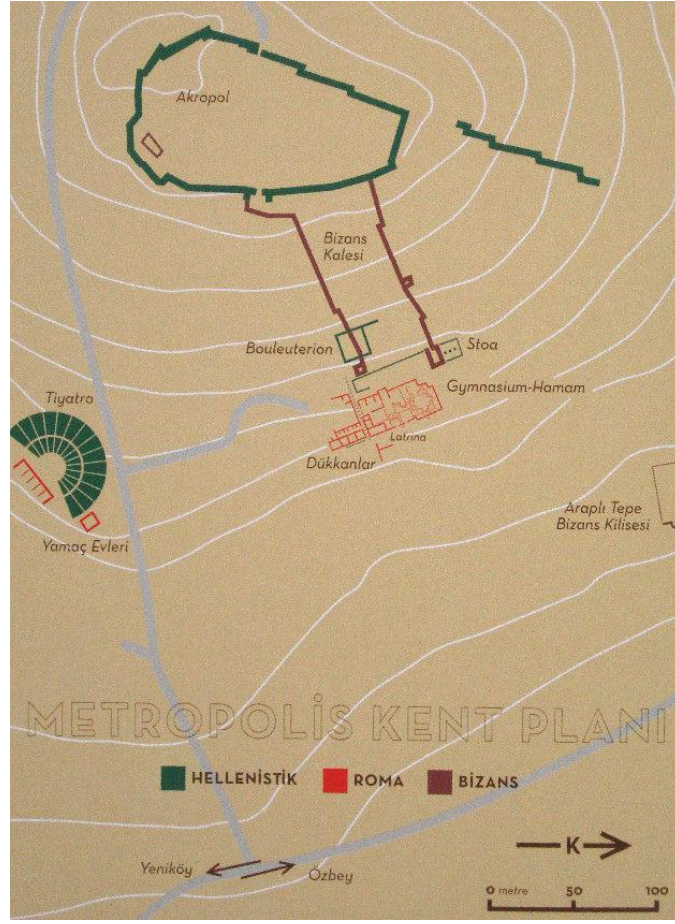 Akropol
Bizans
Kalesi
Bouleuterion
Stoa
Gymnasium-Hamam
Tiyatro
Latrina
Dükkanlar
Araplı Tepe
Bizans Kilisesi
Yamaç Evleri
METROPOLİS KENT PLANI
HELLENİSTİK ROMA BİZANS
K
Yeniköy Özbey
0 metre 50 100